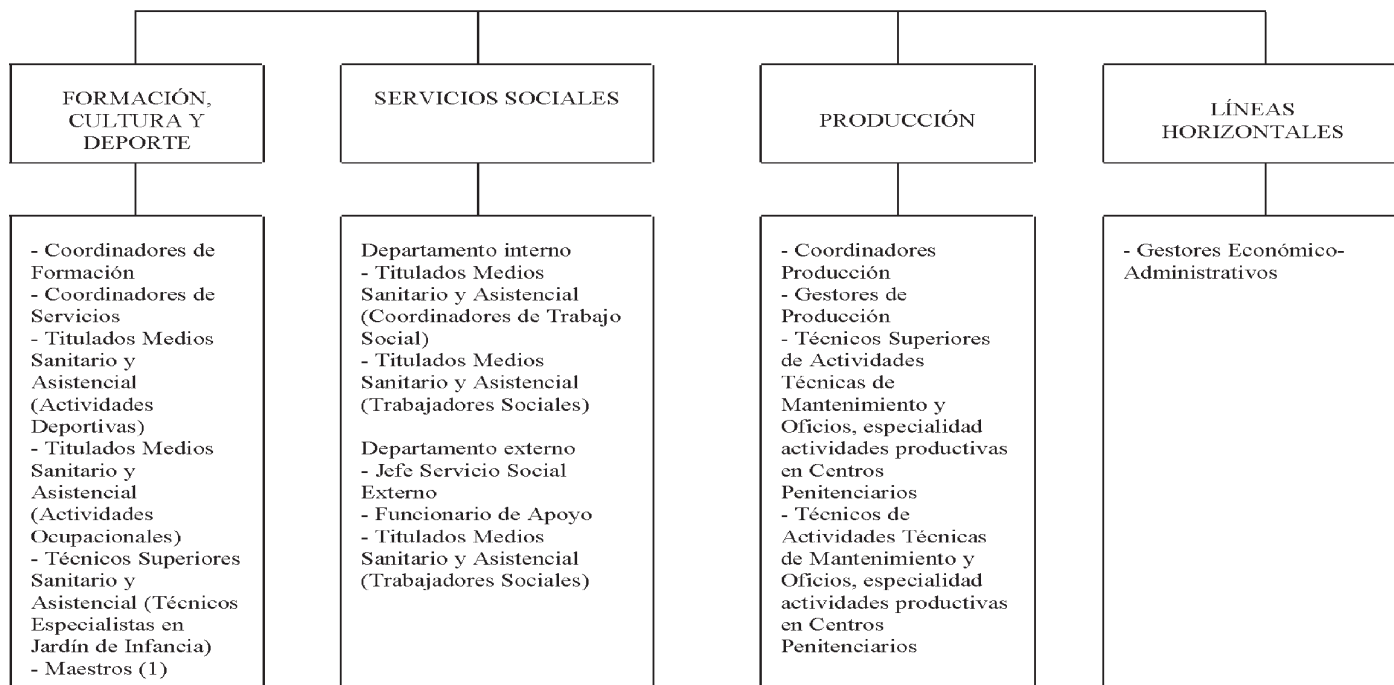 FORMACIÓN,
CULTURA Y
DEPORTE
SERVICIOS SOCIALES
PRODUCCIÓN
LÍNEAS
HORIZONTALES
- Coordinadores de
Formación
- Coordinadores de
Servicios
- Titulados Medios
Sanitario y
Asistencial
(Actividades
Deportivas)
- Titulados Medios
Sanitario y
Asistencial
(Actividades
Ocupacionales)
- Técnicos Superiores
Sanitario y
Asistencial (Técnicos
Especialistas en
Jardín de Infancia)
- Maestros (1)
Departamento interno
- Titulados Medios
Sanitario y Asistencial
(Coordinadores de Trabajo
Social)
- Titulados Medios
Sanitario y Asistencial
(Trabajadores Sociales)
Departamento externo
- Jefe Servicio Social
Externo
- Funcionario de Apoyo
- Titulados Medios
Sanitario y Asistencial
(Trabajadores Sociales)
- Coordinadores
Producción
- Gestores de
Producción
- Técnicos Superiores
de Actividades
Técnicas de
Mantenimiento y
Oficios, especialidad
actividades productivas
en Centros
Penitenciarios
- Técnicos de
Actividades Técnicas
de Mantenimiento y
Oficios, especialidad
actividades productivas
en Centros
Penitenciarios
- Gestores Económico-
Administrativos